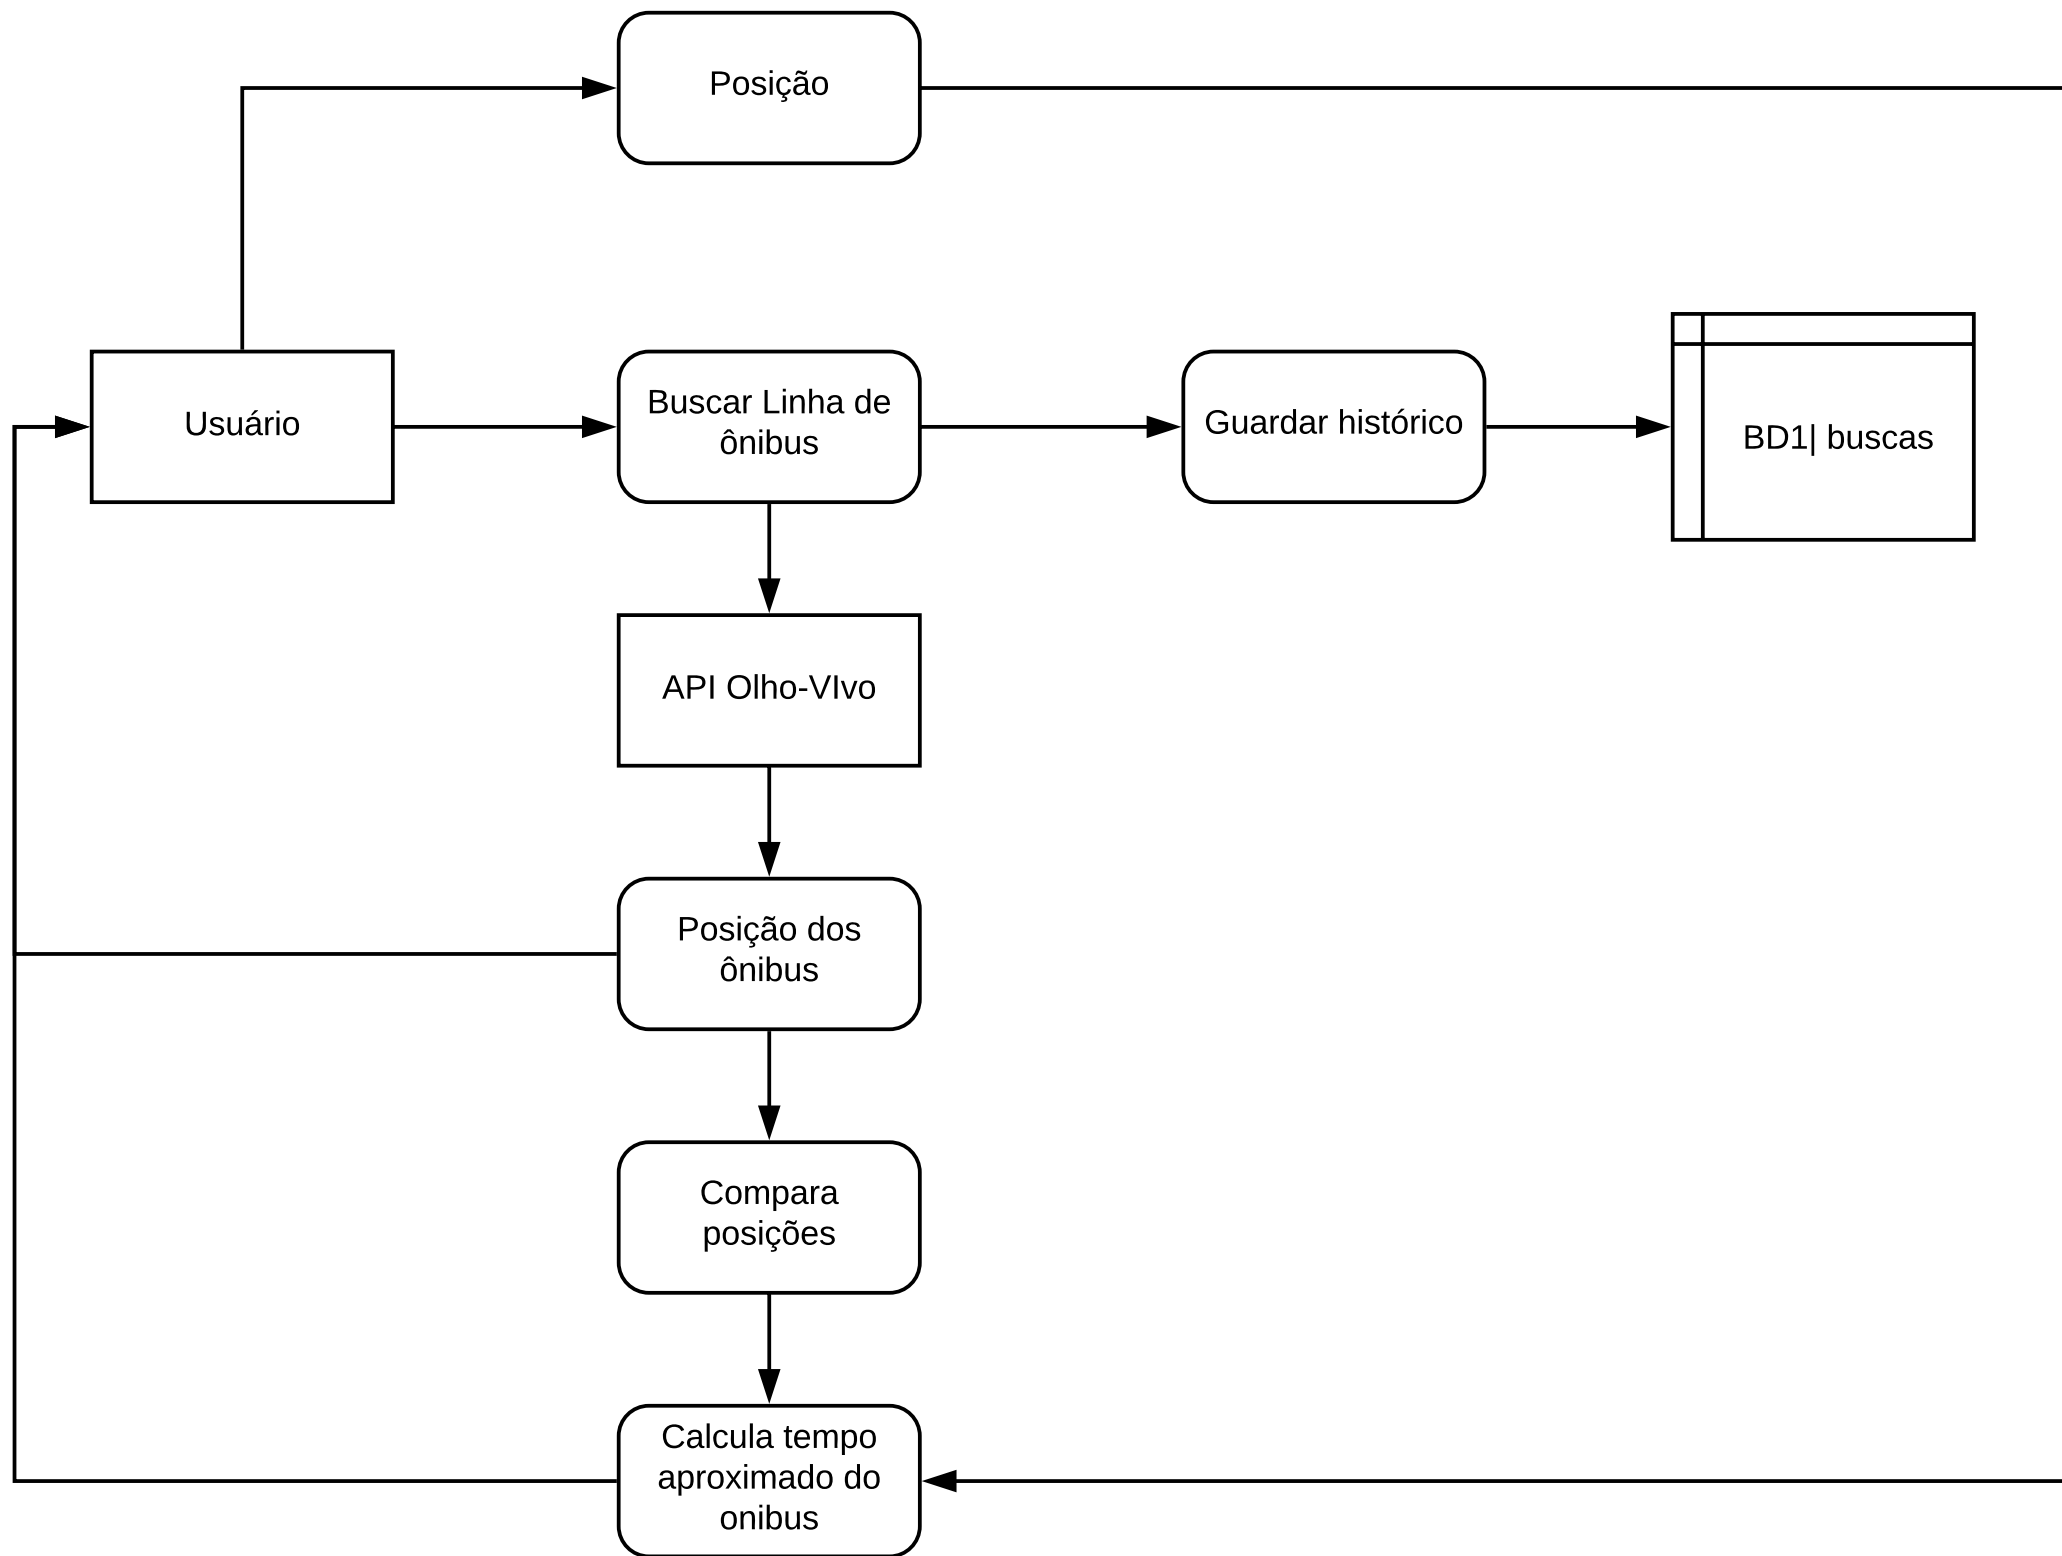 Posição
Usuário
Buscar Linha de
ônibus
Guardar histórico
BD1| buscas
API Olho-VIvo
Posição dos
ônibus
Compara
posições
Calcula tempo
aproximado do
onibus